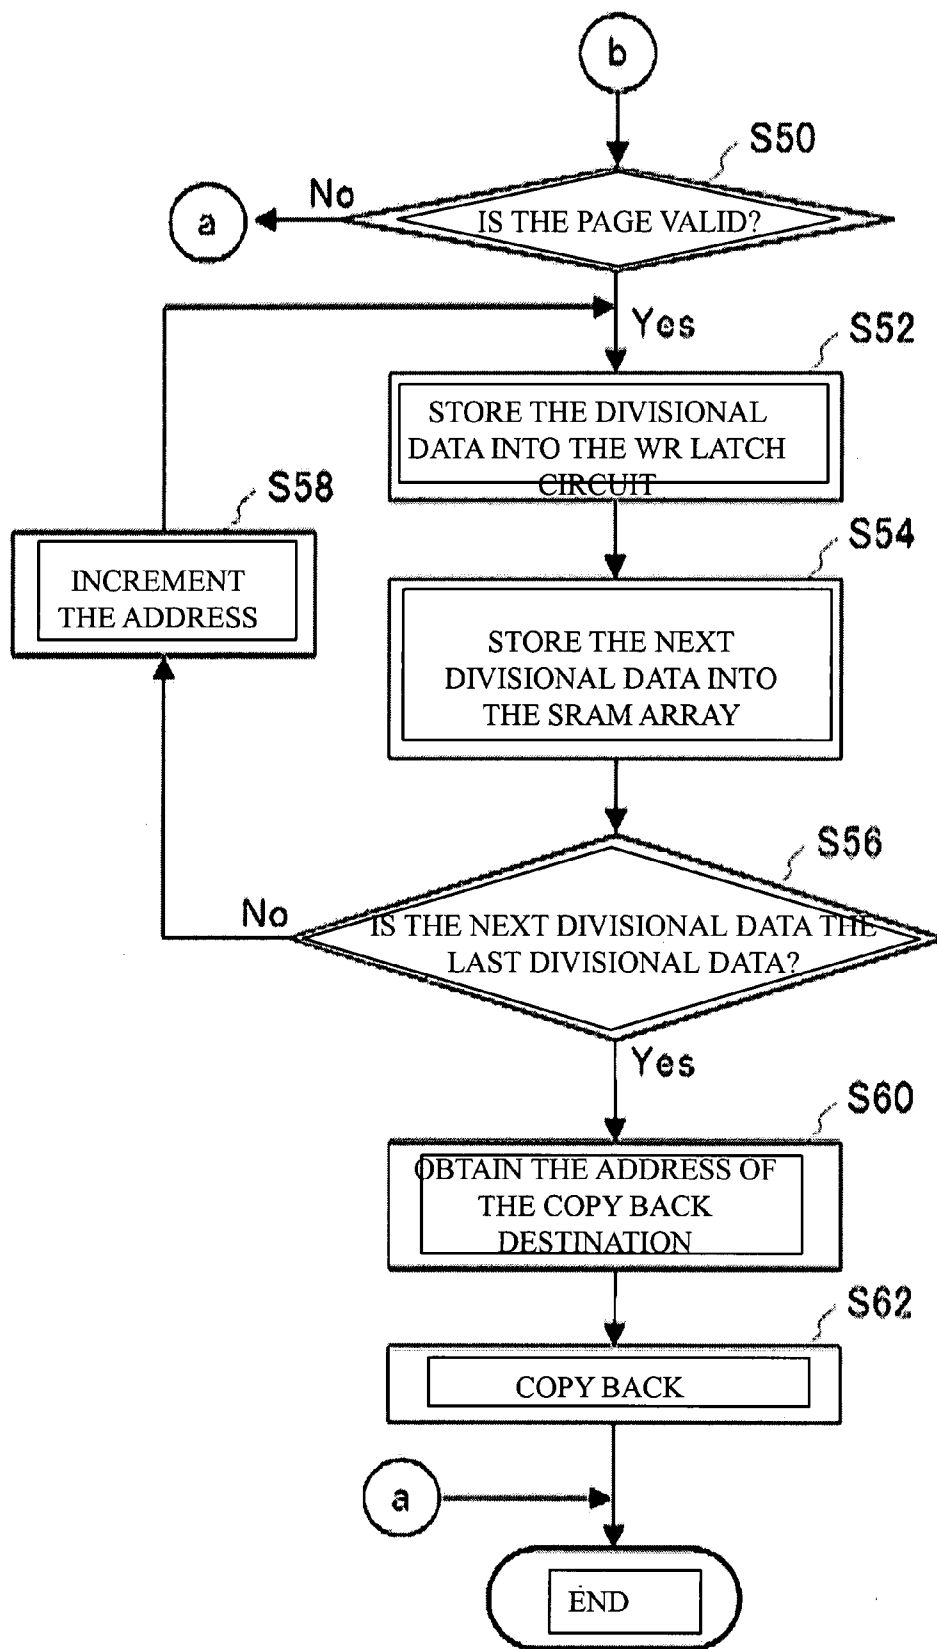 b
S50
No
a
IS THE PAGE VALID?
Yes
S52
STORE THE DIVISIONAL
DATA INTO THE WR LATCH
CIRCUIT
S58
S54
INCREMENT
THE ADDRESS
STORE THE NEXT
DIVISIONAL DATA INTO
THE SRAM ARRAY
S56
No
IS THE NEXT DIVISIONAL DATA THE
LAST DIVISIONAL DATA?
Yes
S60
OBTAIN THE ADDRESS OF
THE COPY BACK
DESTINATION
S62
COPY BACK
a
END